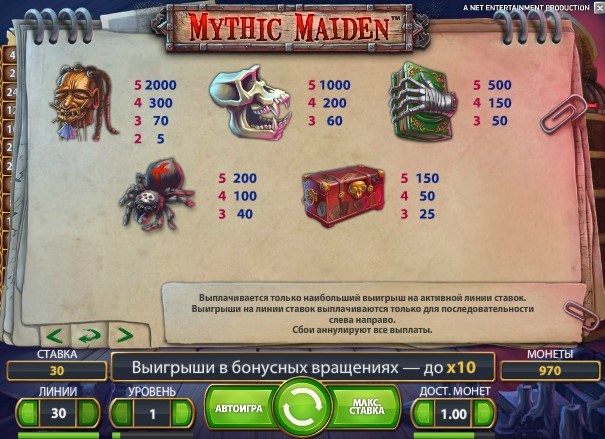 MYTHIC MAIDEN™
A NET ENTERTAINMENT PRODUCTION
5 2000
4 300
3 70
2 5
5 1000
4 200
3 60
5 500
4 150
3 50
5 200
4 100
3 40
5 150
4 50
3 25
Выплачивается только наибольший выигрыш на активной линии ставок.
Выигрыши на линии ставок выплачиваются только для последовательности
слева направо.
Сбои аннулируют все выплаты.
СТАВКА
30
Выигрыши в бонусных вращениях — до x10
МОНЕТЫ
970
ЛИНИИ
30
УРОВЕНЬ
1
АВТОИГРА
МАКС.
СТАВКА
ДОСТ. МОНЕТ
1.00